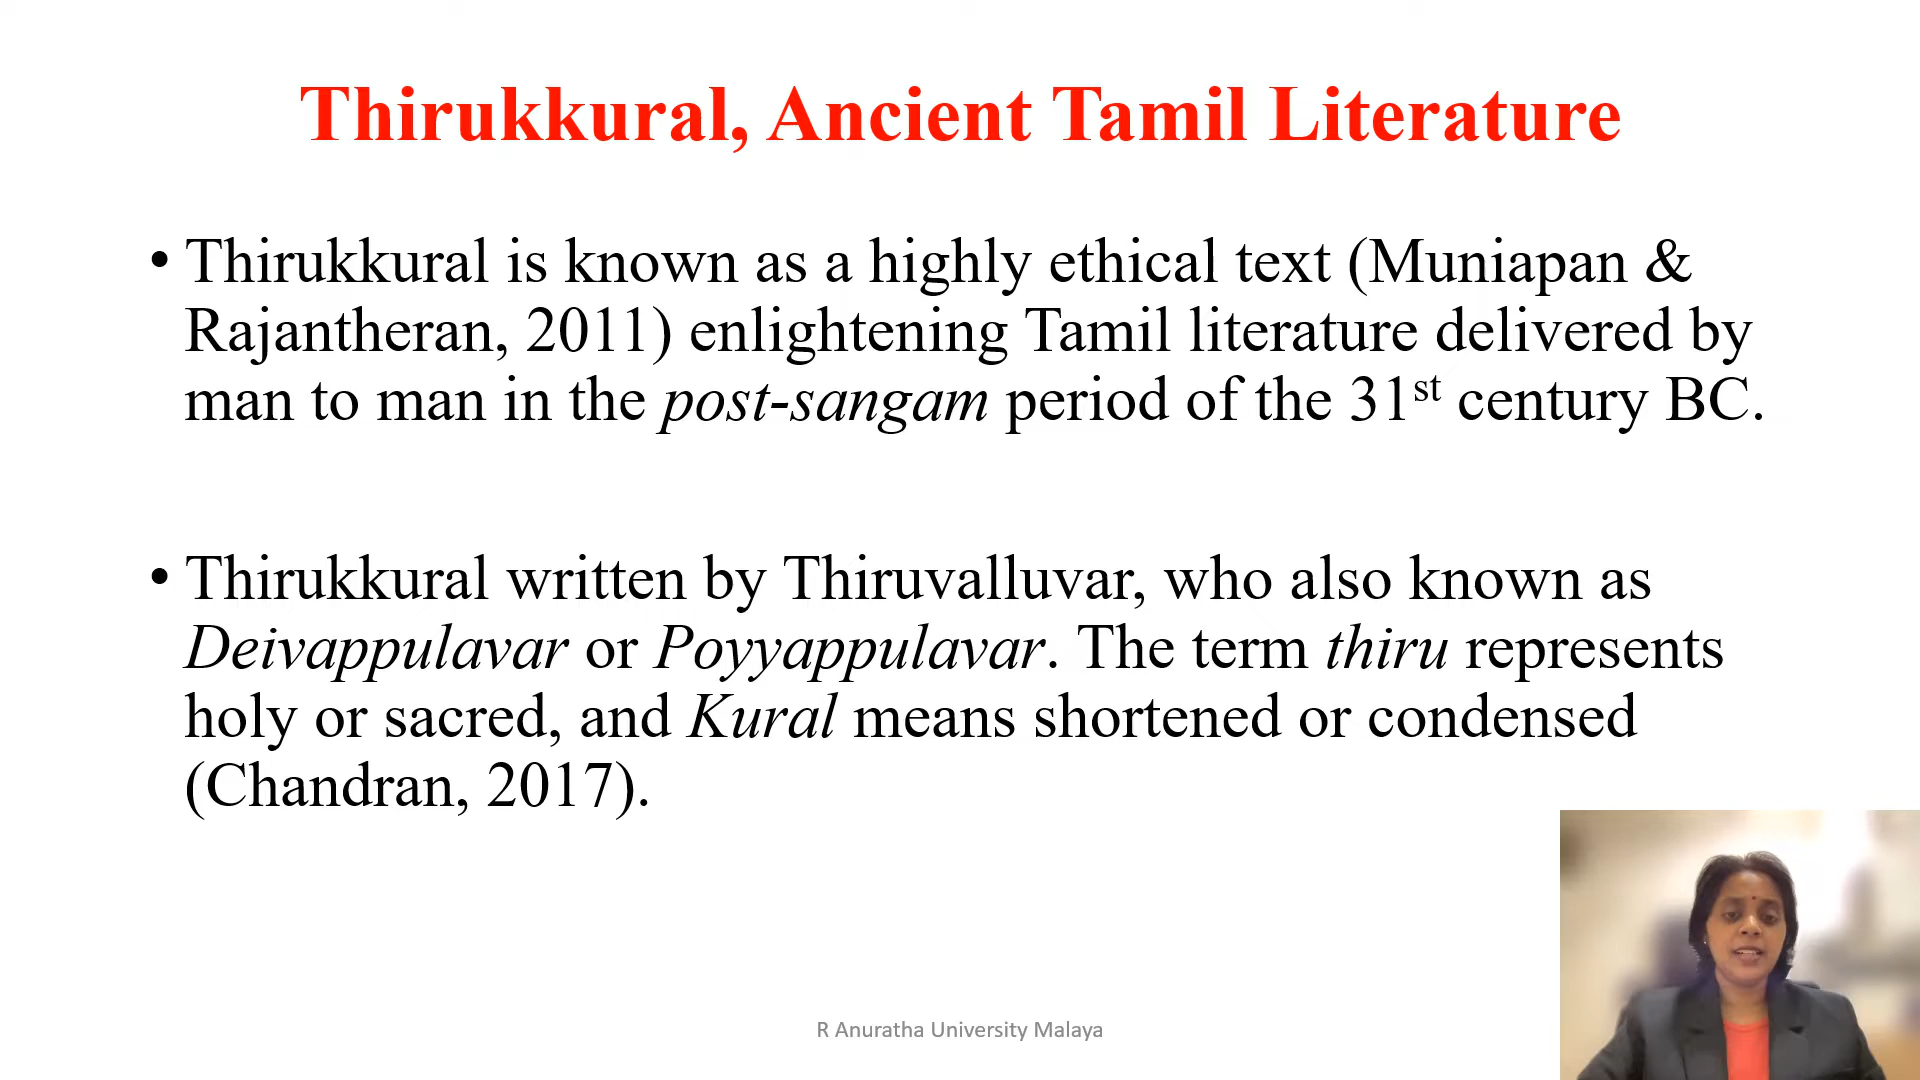 Thirukkural, Ancient Tamil Literature
• Thirukkural is known as a highly ethical text (Muniapan &
Rajantheran, 2011) enlightening Tamil literature delivered by
man to man in the post-sangam period of the 31st century BC.
• Thirukkural written by Thiruvalluvar, who also known as
Deivappulavar or Poyyappulavar. The term thiru represents
holy or sacred, and Kural means shortened or condensed
(Chandran, 2017).
R Anuratha University Malaya